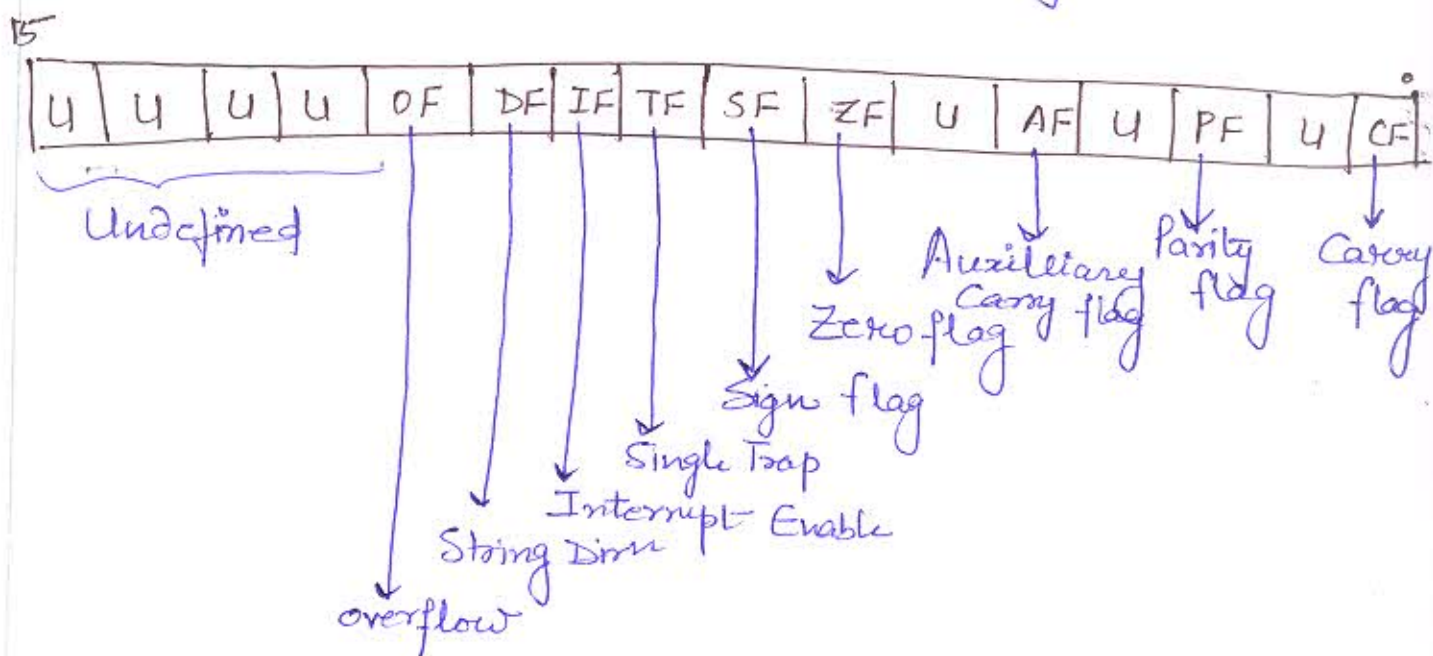 15
U U U U OF DF IF TF SF ZF U AF U PF U CF
Undefined
Auxilliary
Carry flag
Parity
flag
Carry
flag
Zero flag
Sign flag
Single Trap
Interrupt Enable
String Dirn
overflow